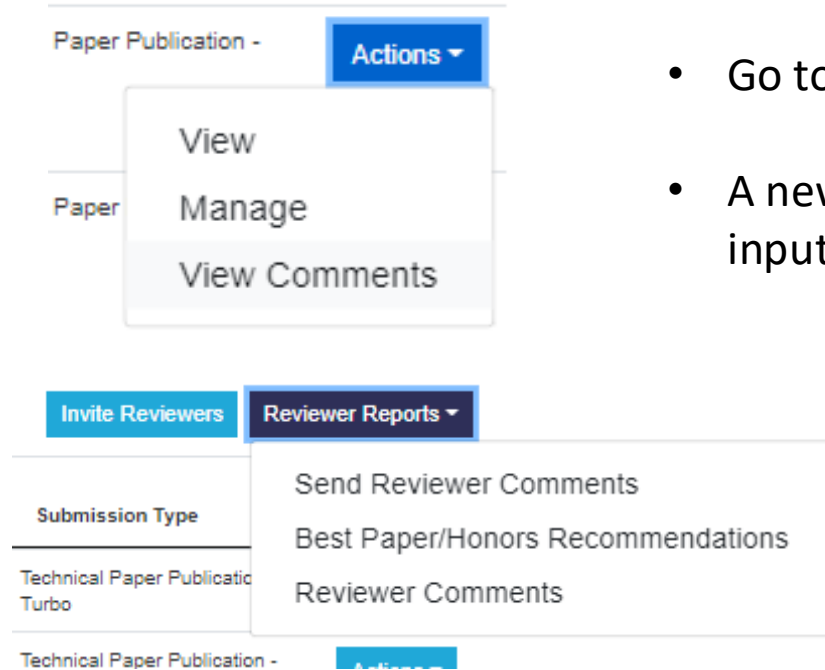 Paper Publication -
Actions
View
Paper
Manage
View Comments
• Go to
• A new
input
Invite Reviewers
Reviewer Reports
Send Reviewer Comments
Submission Type
Best Paper/Honors Recommendations
Technical Paper Publicatio
Turbo
Reviewer Comments
Technical Paper Publication -
Actions